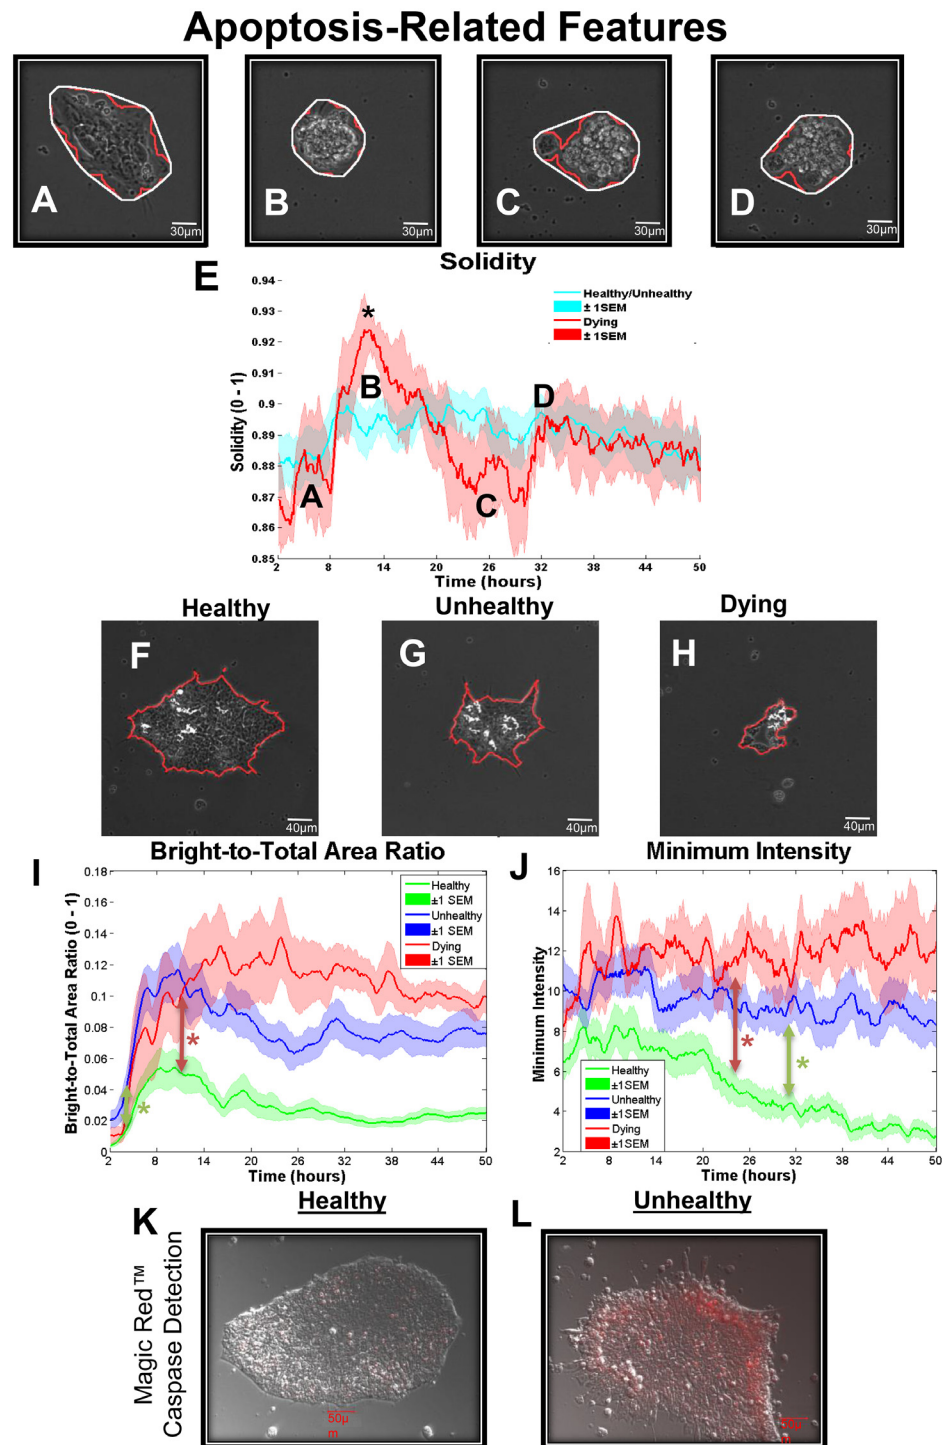 Apoptosis-Related Features
A
30µm
B
30µm
C
30µm
D
30µm
E
Solidity
0.94
0.93
0.92
0.91
0.9
0.89
0.88
0.87
0.86
0.85
Solidity (0 - 1)
Healthy/Unhealthy
± 1SEM
Dying
± 1SEM
*
A
B
C
D
2
8
14
20
26
32
38
44
50
Time (hours)
Healthy
Unhealthy
Dying
F
40µm
G
40µm
H
40µm
I
Bright-to-Total Area Ratio
0.18
0.16
0.14
0.12
0.1
0.08
0.06
0.04
0.02
0
Bright-to-Total Area Ratio (0 - 1)
Healthy
±1 SEM
Unhealthy
±1 SEM
Dying
±1 SEM
*
*
2
8
14
20
26
32
38
44
50
Time (hours)
J
Minimum Intensity
16
14
12
10
8
6
4
2
Minimum Intensity
Healthy
±1SEM
Unhealthy
±1SEM
Dying
±1SEM
*
*
2
8
14
20
26
32
38
44
50
Time (hours)
Magic Red™
Caspase Detection
K
Healthy
50µ
m
L
Unhealthy
50µ
m